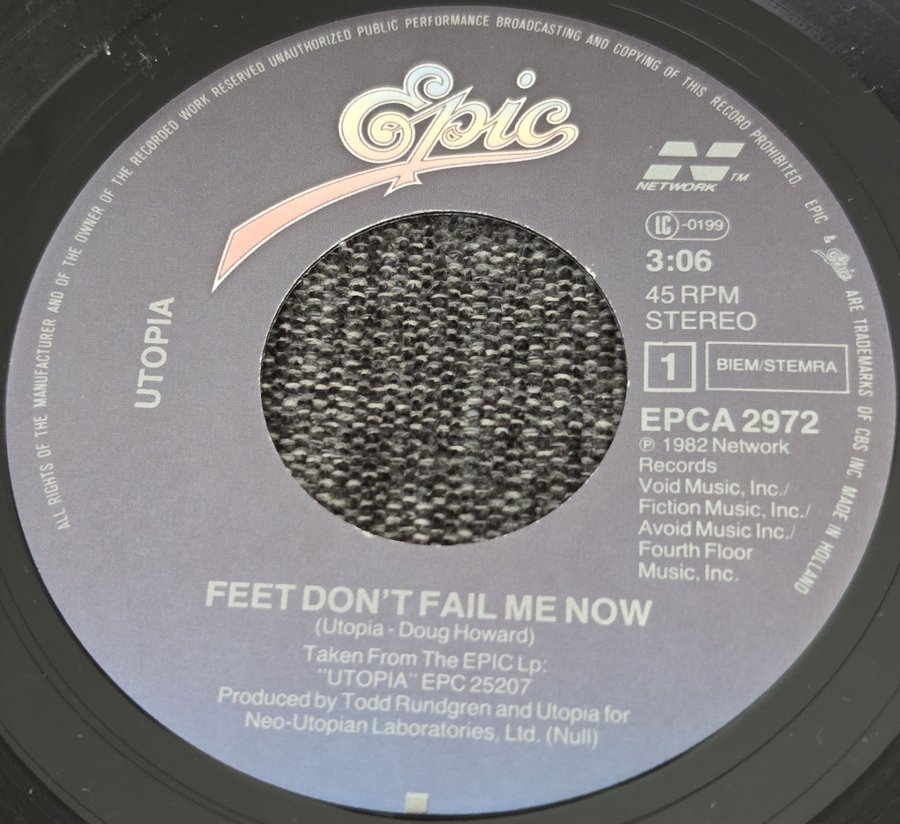 ALL RIGHTS OF THE MANUFACTURER AND OF THE OWNER OF THE RECORDED WORK RESERVED UNAUTHORIZED PUBLIC PERFORMANCE BROADCASTING AND COPYING OF THIS RECORD PROHIBITED. EPIC & Epic ARE TRADEMARKS OF CBS INC MADE IN HOLLAND
Epic
NETWORK TM
LC-0199
3:06
45 RPM
STEREO
1 BIEM/STEMRA
UTOPIA
EPCA 2972
℗ 1982 Network
Records
Void Music, Inc./
Fiction Music, Inc./
Avoid Music Inc./
Fourth Floor
Music, Inc.
FEET DON'T FAIL ME NOW
(Utopia - Doug Howard)
Taken From The EPIC Lp:
"UTOPIA" EPC 25207
Produced by Todd Rundgren and Utopia for
Neo-Utopian Laboratories, Ltd. (Null)